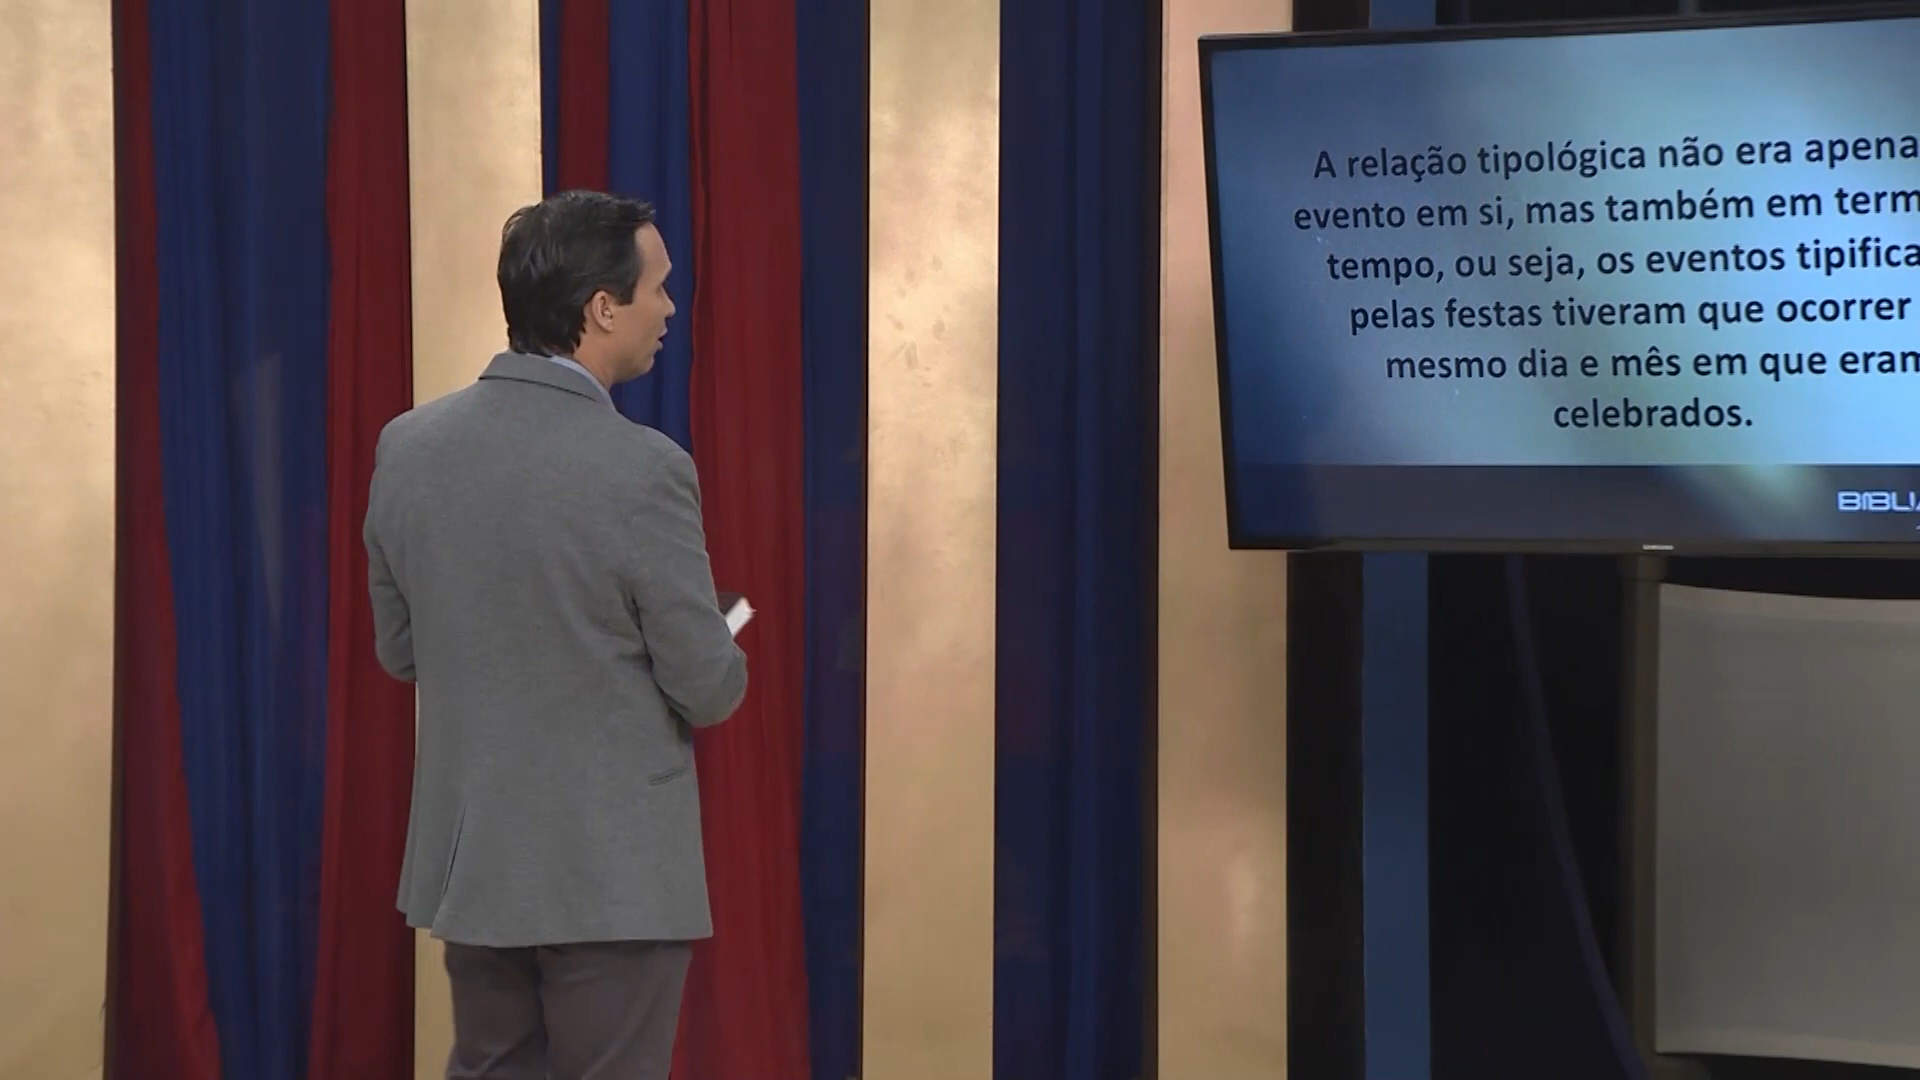 A relação tipológica não era apena
evento em si, mas também em term
tempo, ou seja, os eventos tipifica
pelas festas tiveram que ocorrer
mesmo dia e mês em que eram
celebrados.
BIBLI